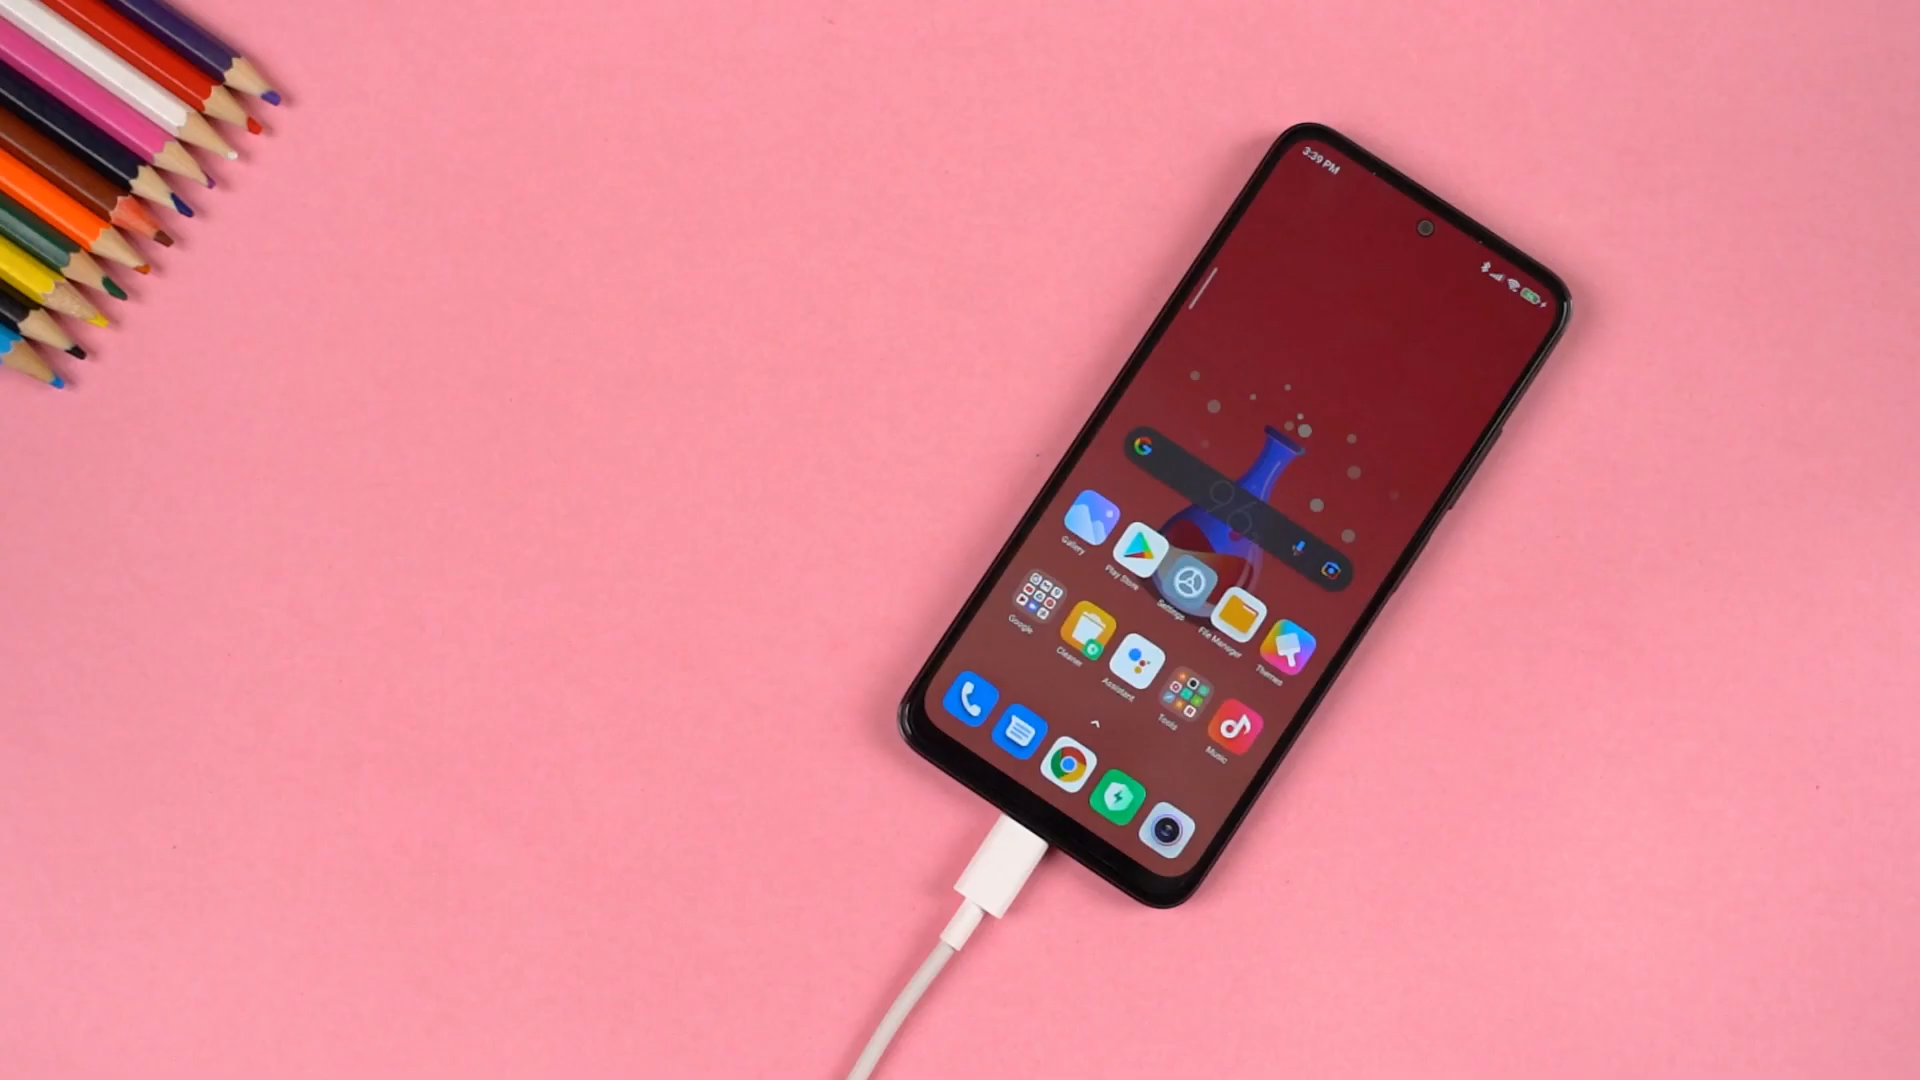 3:39 PM
Gallery
Play Store
Settings
File Manager
Themes
Google
Cleaner
Assistant
Tools
Music